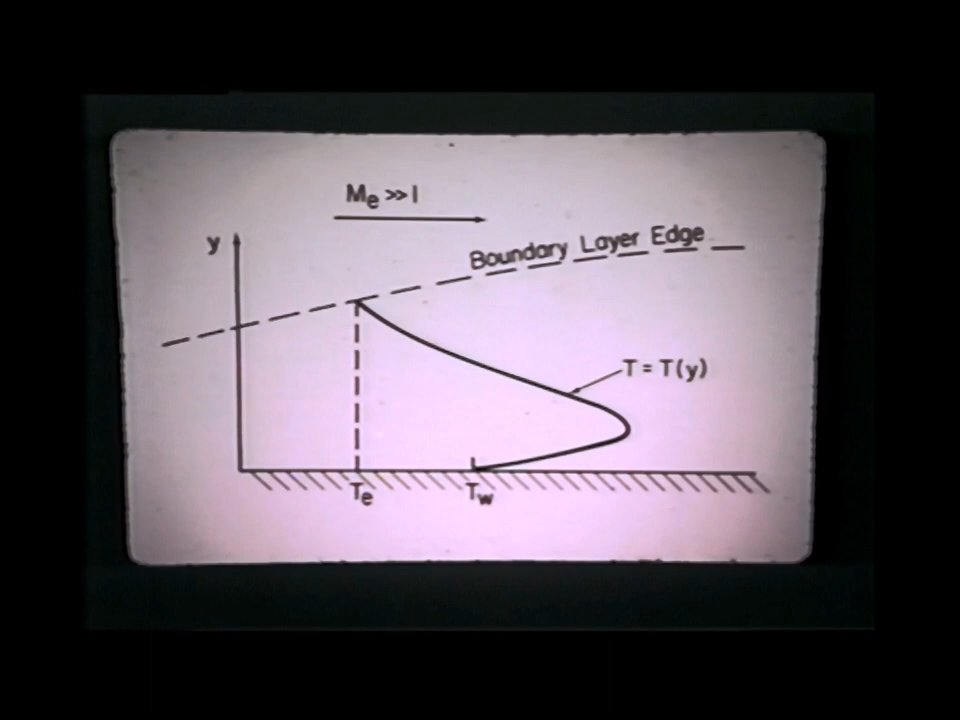 Me >> 1
y
Boundary Layer Edge
T = T(y)
Te
Tw